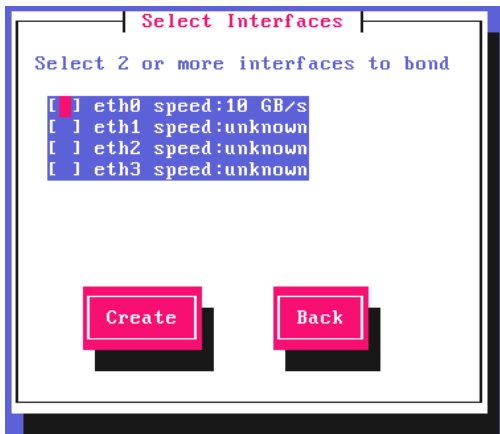 Select Interfaces
Select 2 or more interfaces to bond
[ ] eth0 speed:10 GB/s
[ ] eth1 speed:unknown
[ ] eth2 speed:unknown
[ ] eth3 speed:unknown
Create Back